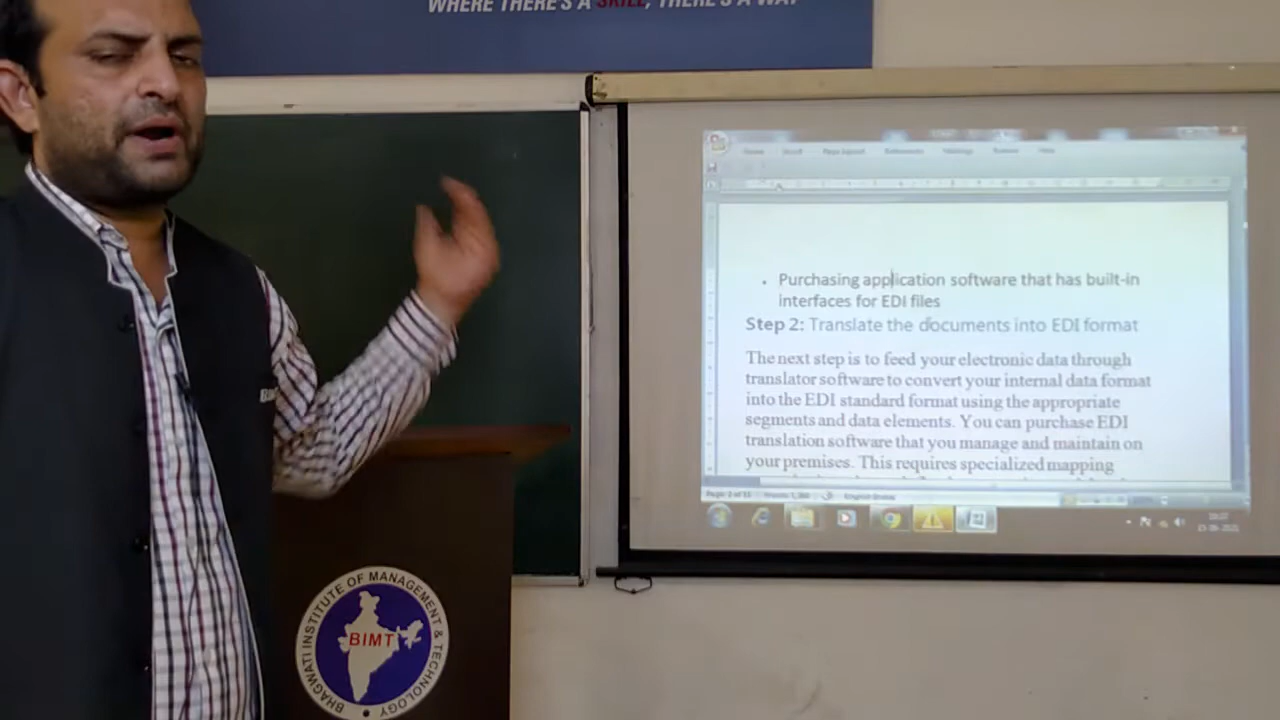 WHERE THERE'S A SKILL, THERE'S A WAY
• Purchasing application software that has built-in
interfaces for EDI files
Step 2: Translate the documents into EDI format
The next step is to feed your electronic data through
translator software to convert your internal data format
into the EDI standard format using the appropriate
segments and data elements. You can purchase EDI
translation software that you manage and maintain on
your premises. This requires specialized mapping
BHAGWATI INSTITUTE OF MANAGEMENT & TECHNOLOGY
BIMT